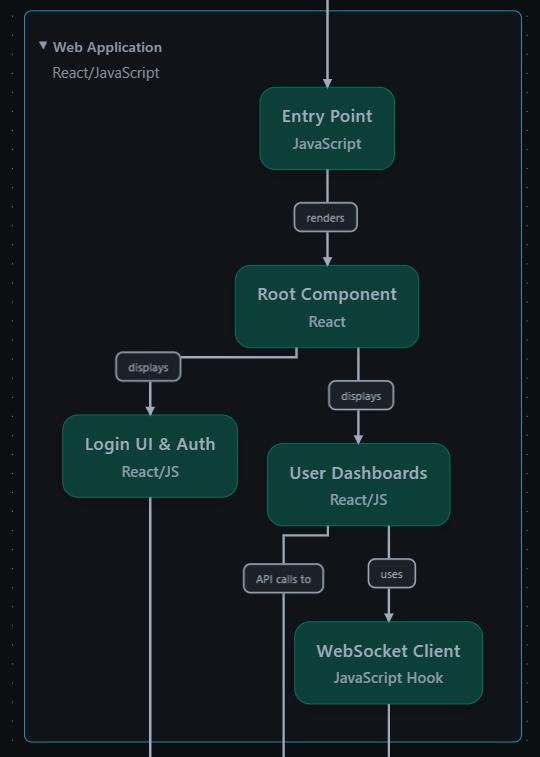 Web Application
React/JavaScript
Entry Point
JavaScript
renders
Root Component
React
displays
displays
Login UI & Auth
React/JS
User Dashboards
React/JS
API calls to
uses
WebSocket Client
JavaScript Hook